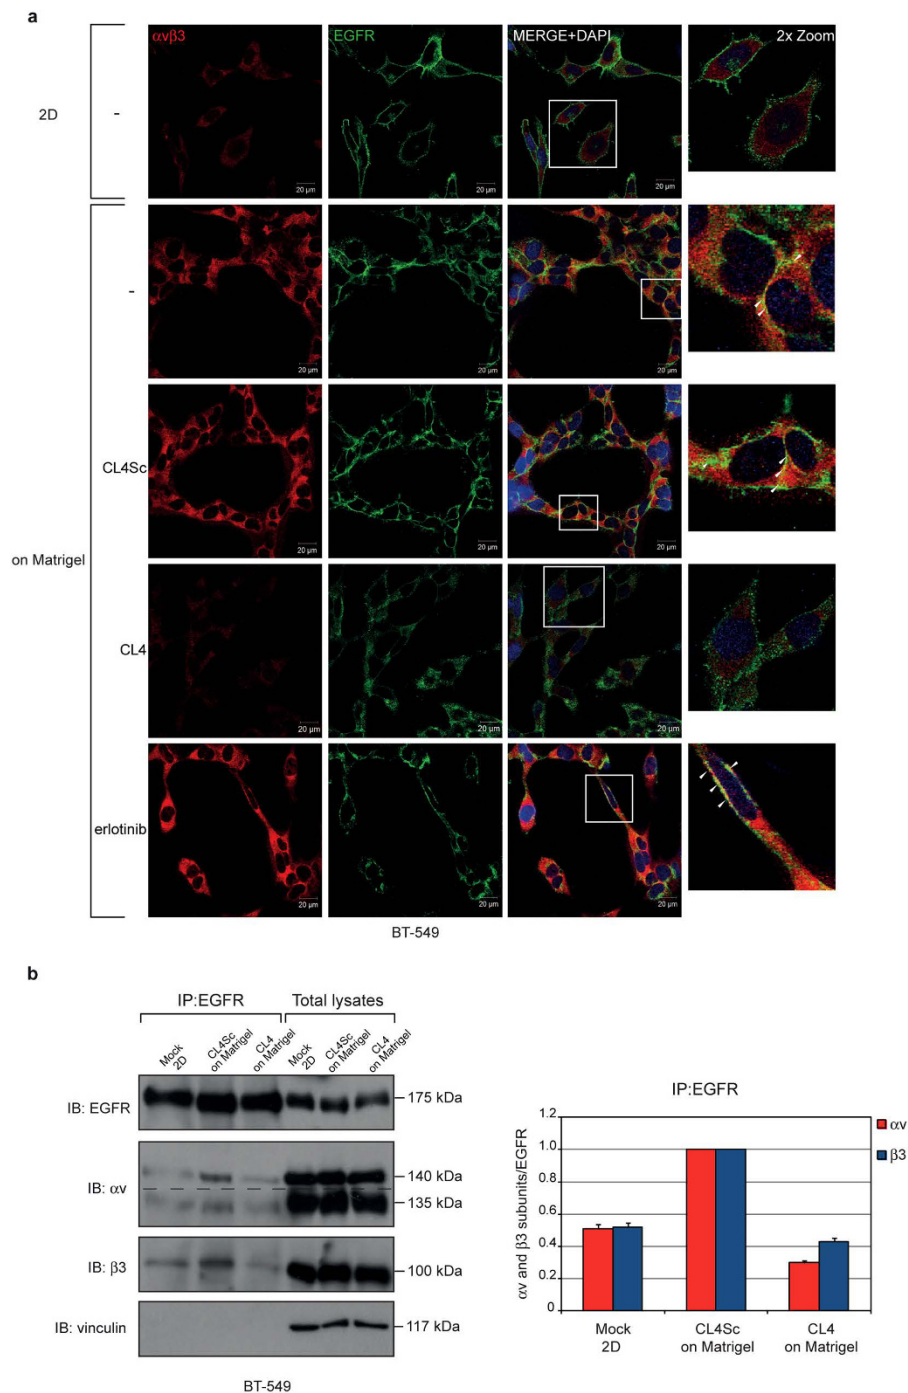 a
αvβ3
EGFR
MERGE+DAPI
2x Zoom
2D
-
20 μm
20 μm
20 μm
on Matrigel
-
20 μm
20 μm
20 μm
CL4Sc
20 μm
20 μm
20 μm
CL4
20 μm
20 μm
20 μm
erlotinib
20 μm
20 μm
20 μm
BT-549
b
IP:EGFR
Total lysates
Mock 2D
CL4Sc on Matrigel
CL4 on Matrigel
Mock 2D
CL4Sc on Matrigel
CL4 on Matrigel
IB: EGFR
175 kDa
IB: αv
140 kDa
135 kDa
IB: β3
100 kDa
IB: vinculin
117 kDa
BT-549
IP:EGFR
αv and β3 subunits/EGFR
1.2
1.0
0.8
0.6
0.4
0.2
0
αv
β3
Mock
2D
CL4Sc
on Matrigel
CL4
on Matrigel